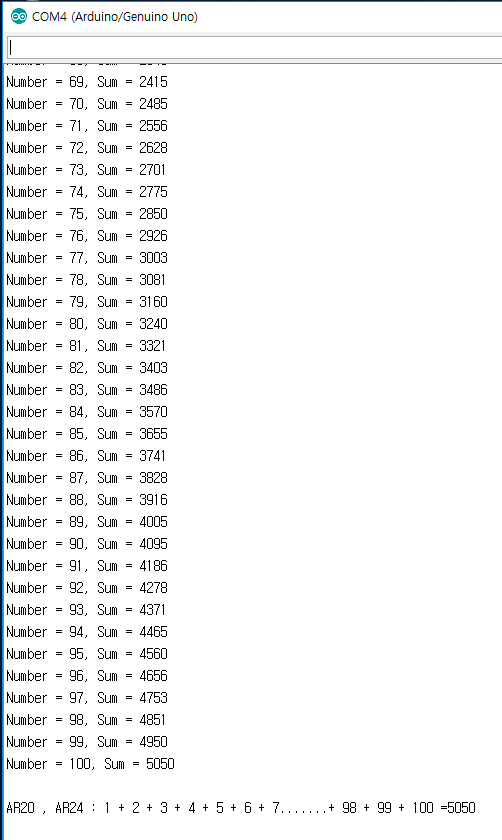 COM4 (Arduino/Genuino Uno)
Number = 69, Sum = 2415
Number = 70, Sum = 2485
Number = 71, Sum = 2556
Number = 72, Sum = 2628
Number = 73, Sum = 2701
Number = 74, Sum = 2775
Number = 75, Sum = 2850
Number = 76, Sum = 2926
Number = 77, Sum = 3003
Number = 78, Sum = 3081
Number = 79, Sum = 3160
Number = 80, Sum = 3240
Number = 81, Sum = 3321
Number = 82, Sum = 3403
Number = 83, Sum = 3486
Number = 84, Sum = 3570
Number = 85, Sum = 3655
Number = 86, Sum = 3741
Number = 87, Sum = 3828
Number = 88, Sum = 3916
Number = 89, Sum = 4005
Number = 90, Sum = 4095
Number = 91, Sum = 4186
Number = 92, Sum = 4278
Number = 93, Sum = 4371
Number = 94, Sum = 4465
Number = 95, Sum = 4560
Number = 96, Sum = 4656
Number = 97, Sum = 4753
Number = 98, Sum = 4851
Number = 99, Sum = 4950
Number = 100, Sum = 5050
AR20 , AR24 : 1 + 2 + 3 + 4 + 5 + 6 + 7.......+ 98 + 99 + 100 =5050